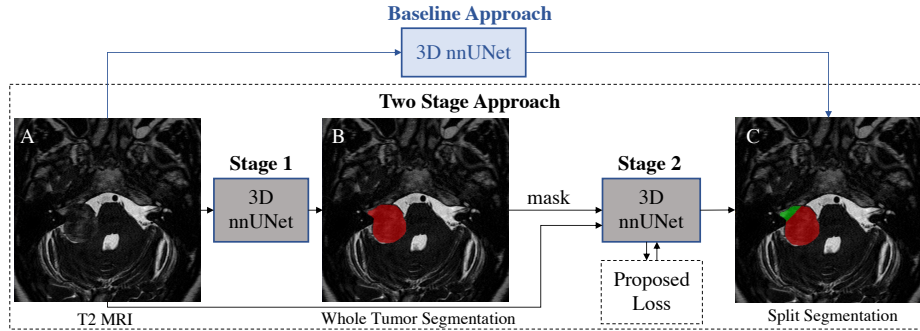 Baseline Approach
3D nnUNet
Two Stage Approach
A
B
C
Stage 1
Stage 2
3D
nnUNet
mask
3D
nnUNet
Proposed
Loss
T2 MRI
Whole Tumor Segmentation
Split Segmentation